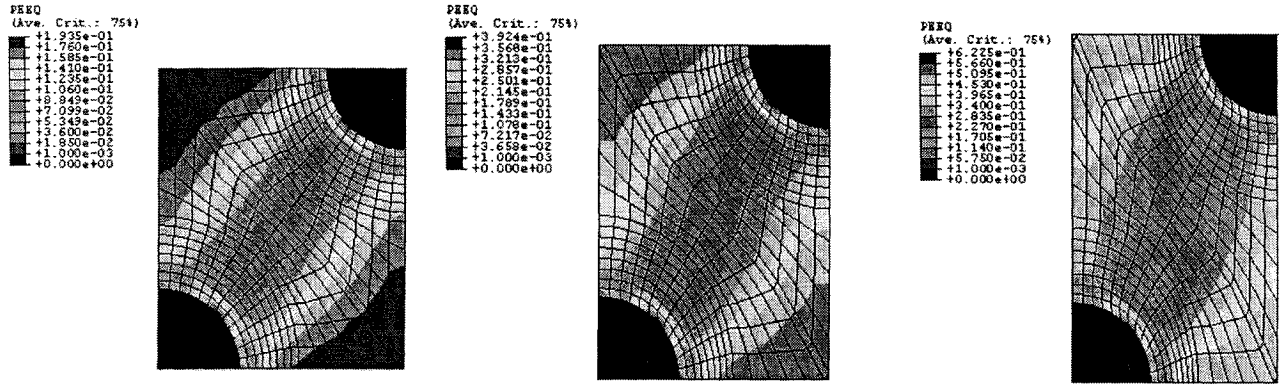 PEEQ
(Ave. Crit.: 75%)
+1.935e-01
+1.760e-01
+1.585e-01
+1.410e-01
+1.235e-01
+1.060e-01
+8.849e-02
+7.099e-02
+5.349e-02
+3.600e-02
+1.850e-02
+1.000e-03
+0.000e+00
PEEQ
(Ave. Crit.: 75%)
+3.924e-01
+3.568e-01
+3.213e-01
+2.857e-01
+2.501e-01
+2.145e-01
+1.789e-01
+1.433e-01
+1.078e-01
+7.217e-02
+3.658e-02
+1.000e-03
+0.000e+00
PEEQ
(Ave. Crit.: 75%)
+6.225e-01
+5.660e-01
+5.095e-01
+4.530e-01
+3.965e-01
+3.400e-01
+2.835e-01
+2.270e-01
+1.705e-01
+1.140e-01
+5.750e-02
+1.000e-03
+0.000e+00